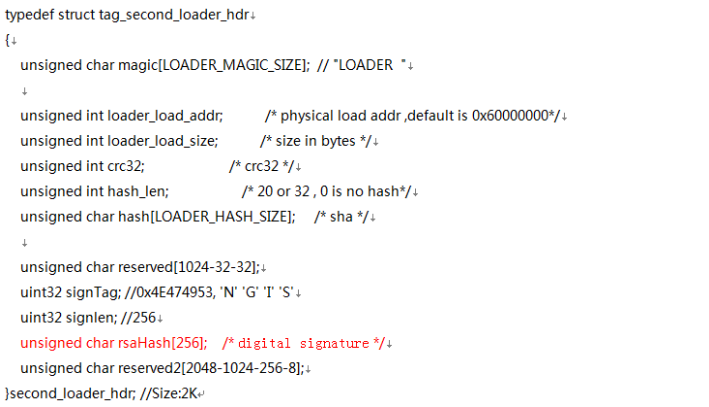 typedef struct tag_second_loader_hdr↓
{↓
unsigned char magic[LOADER_MAGIC_SIZE]; // "LOADER  "↓
↓
unsigned int loader_load_addr; /* physical load addr ,default is 0x60000000*/↓
unsigned int loader_load_size; /* size in bytes */↓
unsigned int crc32; /* crc32 */↓
unsigned int hash_len; /* 20 or 32 , 0 is no hash*/↓
unsigned char hash[LOADER_HASH_SIZE]; /* sha */↓
↓
unsigned char reserved[1024-32-32];↓
uint32 signTag; //0x4E474953, 'N' 'G' 'I' 'S'↓
uint32 signlen; //256↓
unsigned char rsaHash[256]; /* digital signature */↓
unsigned char reserved2[2048-1024-256-8];↓
}second_loader_hdr; //Size:2K↵